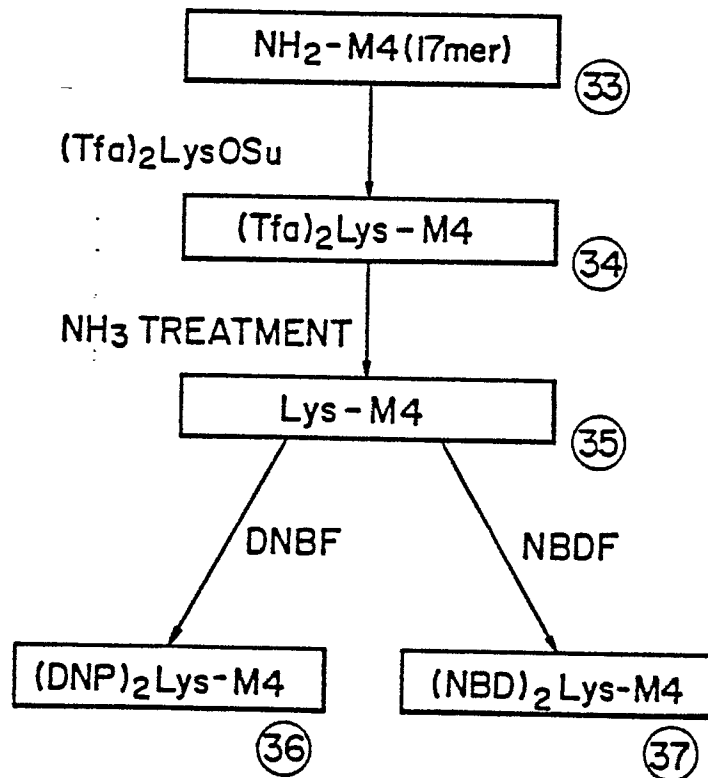 NH2-M4(17mer)
33
(Tfa)2LysOSu
(Tfa)2Lys-M4
34
NH3 TREATMENT
Lys-M4
35
DNBF
NBDF
(DNP)2Lys-M4
(NBD)2Lys-M4
36
37